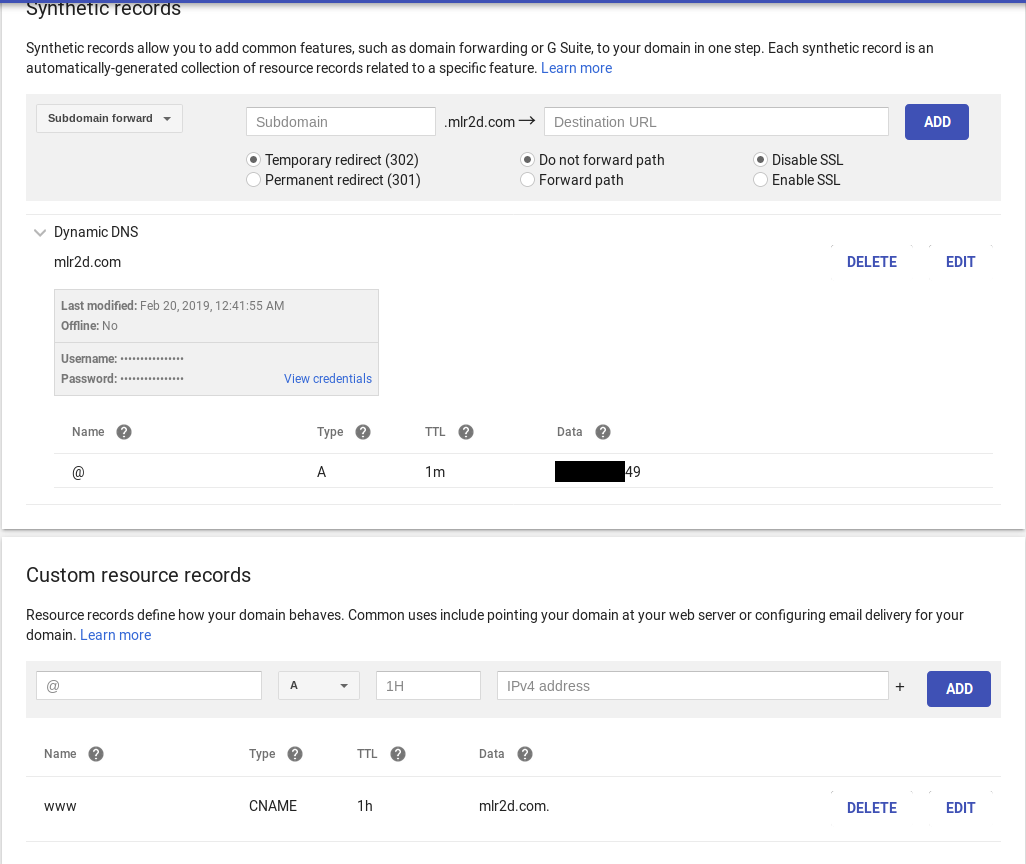 Synthetic records
Synthetic records allow you to add common features, such as domain forwarding or G Suite, to your domain in one step. Each synthetic record is an
automatically-generated collection of resource records related to a specific feature. Learn more
Subdomain forward Subdomain .mlr2d.com → Destination URL ADD
Temporary redirect (302) Do not forward path Disable SSL
Permanent redirect (301) Forward path Enable SSL
Dynamic DNS
mlr2d.com DELETE EDIT
Last modified: Feb 20, 2019, 12:41:55 AM
Offline: No
Username: ••••••••••••••••
Password: •••••••••••••••• View credentials
Name ? Type ? TTL ? Data ?
@ A 1m 49
Custom resource records
Resource records define how your domain behaves. Common uses include pointing your domain at your web server or configuring email delivery for your
domain. Learn more
@ A 1H IPv4 address + ADD
Name ? Type ? TTL ? Data ?
www CNAME 1h mlr2d.com. DELETE EDIT